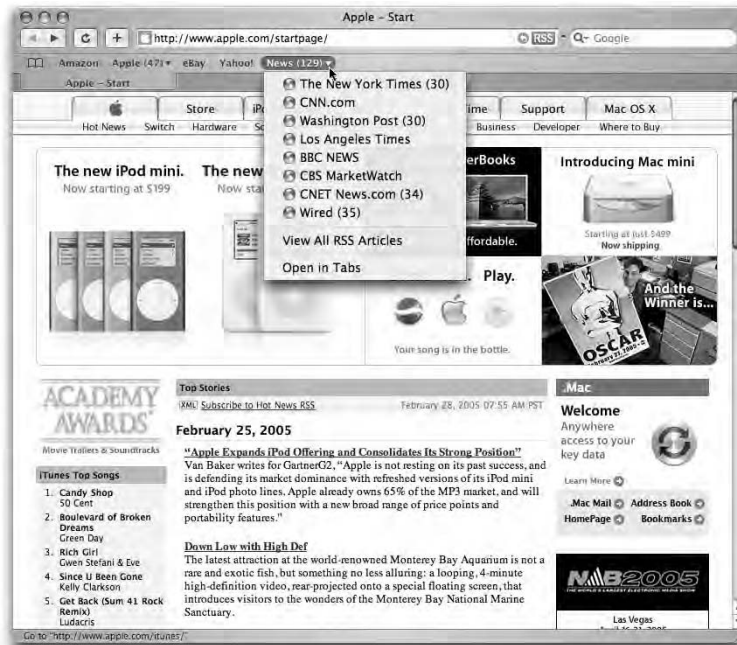 Apple – Start
http://www.apple.com/startpage/
RSS
Google
Amazon Apple (47) eBay Yahoo! News (129)
Apple – Start
The New York Times (30)
CNN.com
Washington Post (30)
Los Angeles Times
BBC NEWS
CBS MarketWatch
CNET News.com (34)
Wired (35)
View All RSS Articles
Open in Tabs
Store Support Mac OS X
Hot News Switch Hardware Business Developer Where to Buy
The new iPod mini.
Now starting at $199
The new
Now
erBooks
ffordable.
Introducing Mac mini
Starting at just $499
Now shipping
Play.
Your song is in the bottle.
And the
Winner is...
OSCAR
ACADEMY
AWARDS
Movie Trailers & Soundtracks
iTunes Top Songs
1. Candy Shop
50 Cent
2. Boulevard of Broken
Dreams
Green Day
3. Rich Girl
Gwen Stefani & Eve
4. Since U Been Gone
Kelly Clarkson
5. Get Back (Sum 41 Rock
Remix)
Ludacris
Top Stories
XML Subscribe to Hot News RSS February 28, 2005 07:55 AM PST
February 25, 2005
“Apple Expands iPod Offering and Consolidates Its Strong Position”
Van Baker writes for GartnerG2, “Apple is not resting on its past success, and
is defending its market dominance with refreshed versions of its iPod mini
and iPod photo lines. Apple already owns 65% of the MP3 market, and will
strengthen this position with a new broad range of price points and
portability features.”
Down Low with High Def
The latest attraction at the world-renowned Monterey Bay Aquarium is not a
rare and exotic fish, but something no less alluring: a looping, 4-minute
high-definition video, rear-projected onto a special floating screen, that
introduces visitors to the wonders of the Monterey Bay National Marine
Sanctuary.
.Mac
Welcome
Anywhere
access to your
key data
Learn More
.Mac Mail Address Book
HomePage Bookmarks
NAB2005
THE WORLD'S LARGEST ELECTRONIC MEDIA SHOW
Las Vegas
Go to "http://www.apple.com/itunes/"